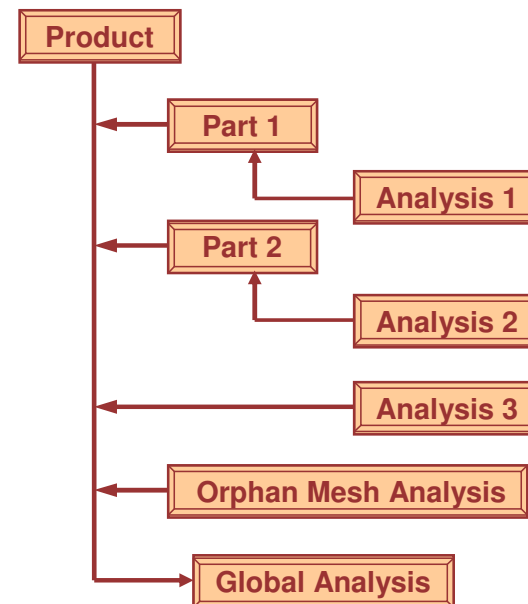 Product
Part 1
Analysis 1
Part 2
Analysis 2
Analysis 3
Orphan Mesh Analysis
Global Analysis